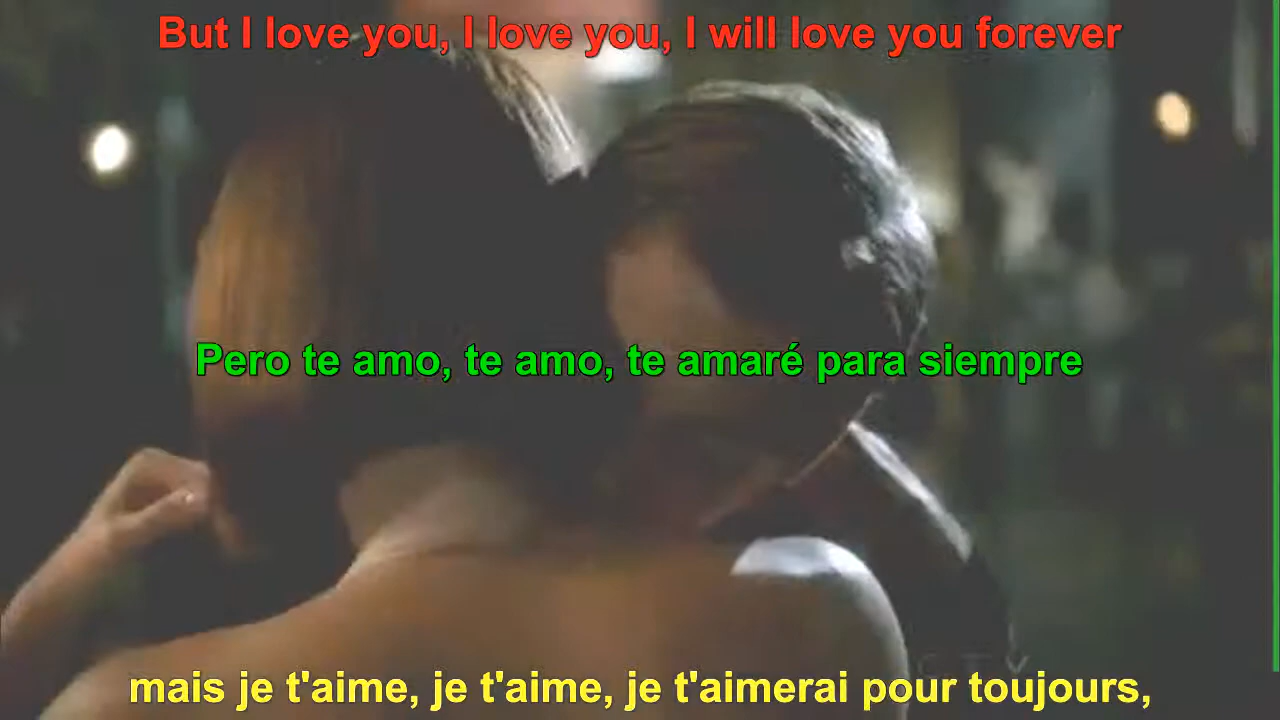 But I love you, I love you, I will love you forever
Pero te amo, te amo, te amaré para siempre
mais je t'aime, je t'aime, je t'aimerai pour toujours,
CTV